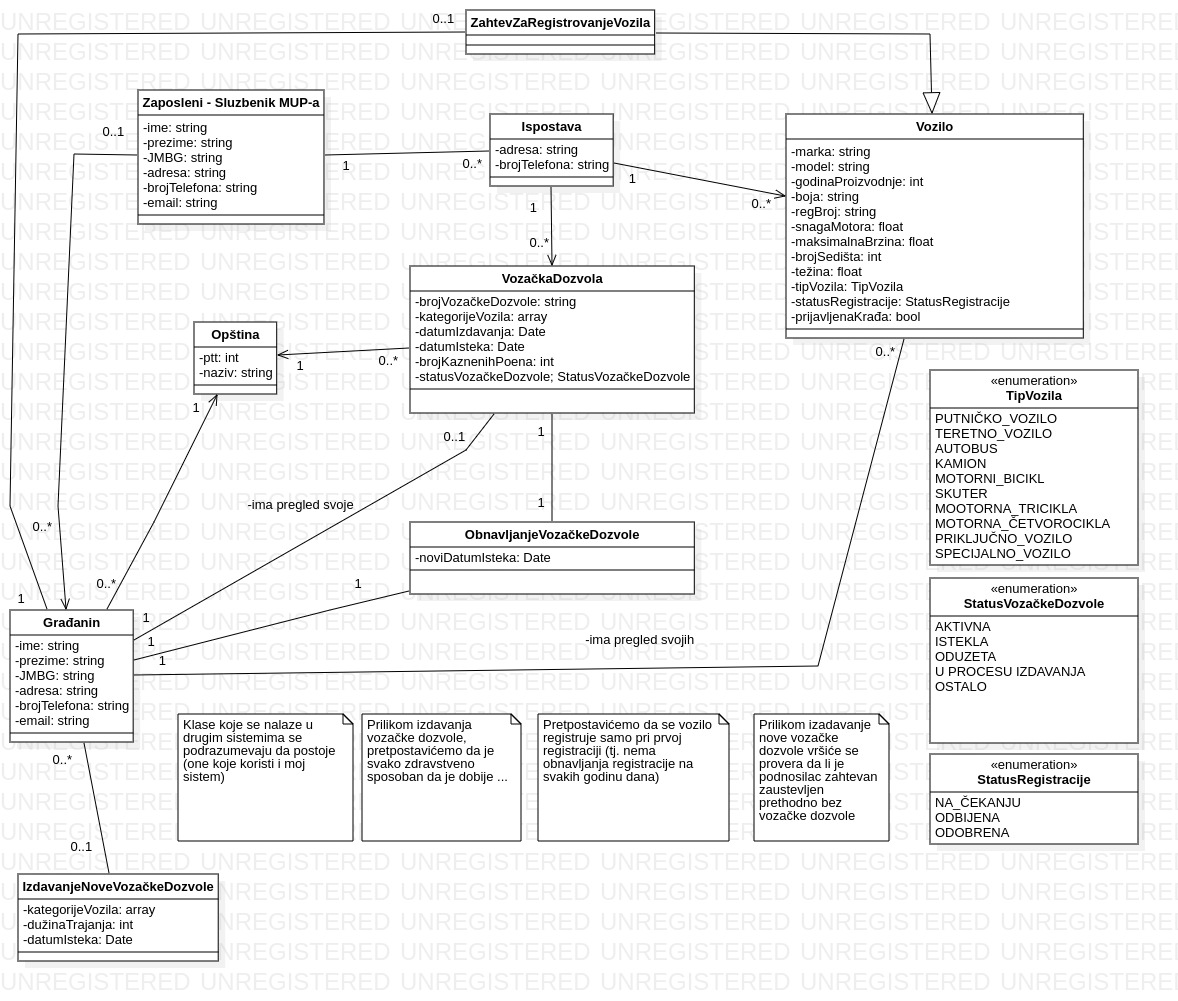 ZahtevZaRegistrovanjeVozila
0..1
Zaposleni - Sluzbenik MUP-a
-ime: string
-prezime: string
-JMBG: string
-adresa: string
-brojTelefona: string
-email: string
0..1
1
0..*
Ispostava
-adresa: string
-brojTelefona: string
1
0..*
1
0..*
Vozilo
-marka: string
-model: string
-godinaProizvodnje: int
-boja: string
-regBroj: string
-snagaMotora: float
-maksimalnaBrzina: float
-brojSedišta: int
-težina: float
-tipVozila: TipVozila
-statusRegistracije: StatusRegistracije
-prijavljenaKrađa: bool
0..*
VozačkaDozvola
-brojVozačkeDozvole: string
-kategorijeVozila: array
-datumIzdavanja: Date
-datumIsteka: Date
-brojKaznenihPoena: int
-statusVozačkeDozvole; StatusVozačkeDozvole
Opština
-ptt: int
-naziv: string
1
0..*
1
0..1
1
-ima pregled svoje
1
0..*
0..*
ObnavljanjeVozačkeDozvole
-noviDatumIsteka: Date
1
1
1
1
1
-ima pregled svojih
Građanin
-ime: string
-prezime: string
-JMBG: string
-adresa: string
-brojTelefona: string
-email: string
0..*
0..1
IzdavanjeNoveVozačkeDozvole
-kategorijeVozila: array
-dužinaTrajanja: int
-datumIsteka: Date
Klase koje se nalaze u
drugim sistemima se
podrazumevaju da postoje
(one koje koristi i moj
sistem)
Prilikom izdavanja
vozačke dozvole,
pretpostavićemo da je
svako zdravstveno
sposoban da je dobije ...
Pretpostavićemo da se vozilo
registruje samo pri prvoj
registraciji (tj. nema
obnavljanja registracije na
svakih godinu dana)
Prilikom izadavanje
nove vozačke
dozvole vršiće se
provera da li je
podnosilac zahtevan
zaustevljen
prethodno bez
vozačke dozvole
«enumeration»
TipVozila
PUTNIČKO_VOZILO
TERETNO_VOZILO
AUTOBUS
KAMION
MOTORNI_BICIKL
SKUTER
MOOTORNA_TRICIKLA
MOTORNA_ČETVOROCIKLA
PRIKLJUČNO_VOZILO
SPECIJALNO_VOZILO
«enumeration»
StatusVozačkeDozvole
AKTIVNA
ISTEKLA
ODUZETA
U PROCESU IZDAVANJA
OSTALO
«enumeration»
StatusRegistracije
NA_ČEKANJU
ODBIJENA
ODOBRENA